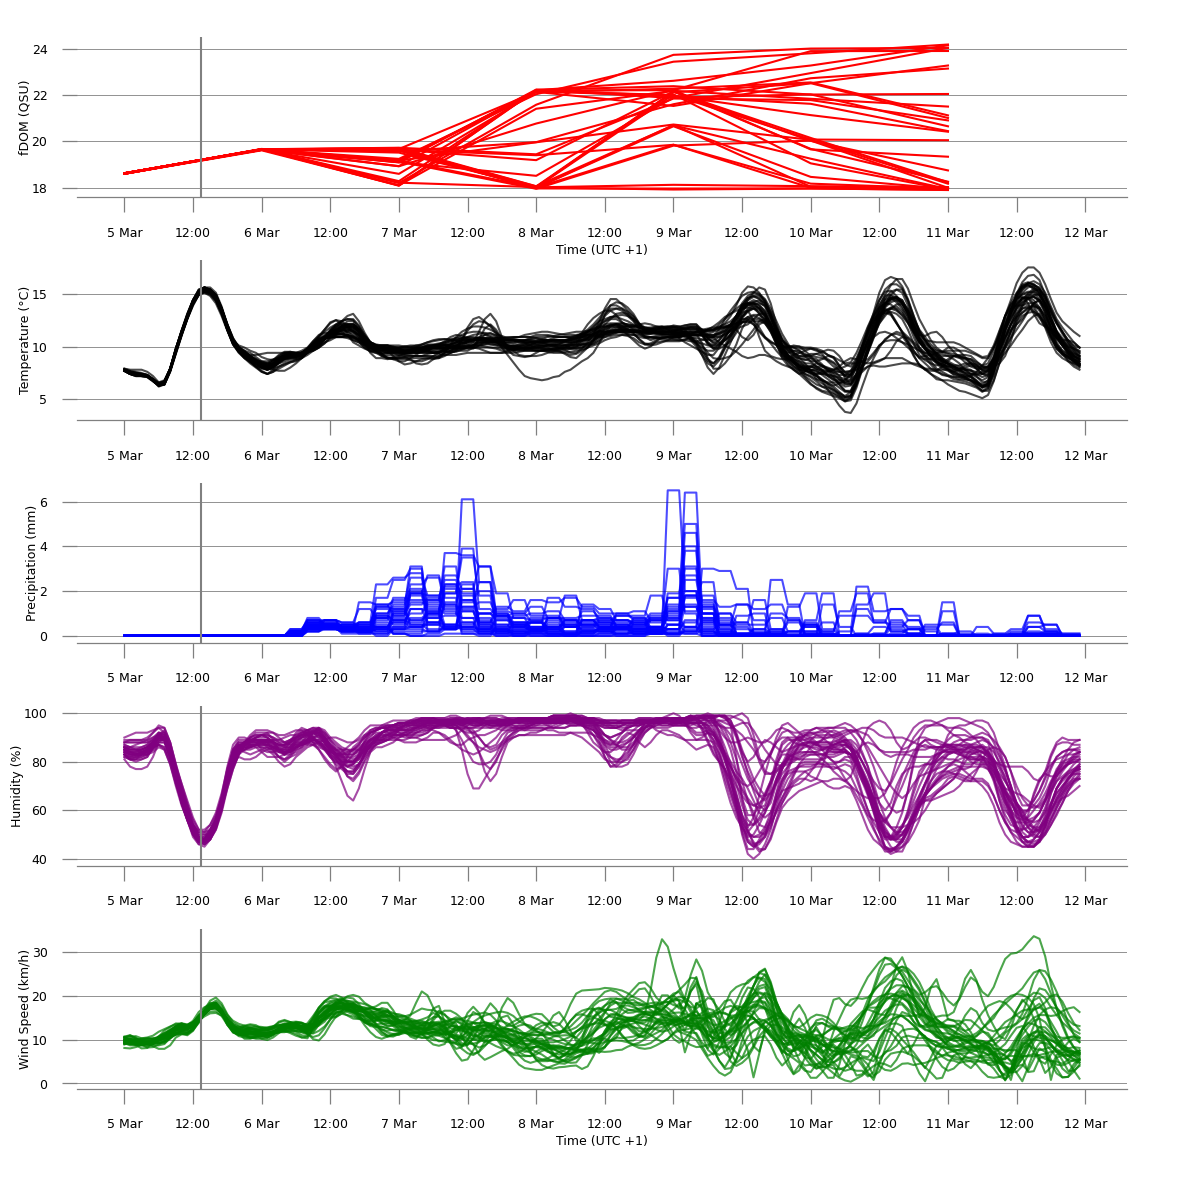 fDOM (QSU)
24
22
20
18
5 Mar 12:00 6 Mar 12:00 7 Mar 12:00 8 Mar 12:00 9 Mar 12:00 10 Mar 12:00 11 Mar 12:00 12 Mar
Time (UTC +1)
Temperature (°C)
15
10
5
5 Mar 12:00 6 Mar 12:00 7 Mar 12:00 8 Mar 12:00 9 Mar 12:00 10 Mar 12:00 11 Mar 12:00 12 Mar
Precipitation (mm)
6
4
2
0
5 Mar 12:00 6 Mar 12:00 7 Mar 12:00 8 Mar 12:00 9 Mar 12:00 10 Mar 12:00 11 Mar 12:00 12 Mar
Humidity (%)
100
80
60
40
5 Mar 12:00 6 Mar 12:00 7 Mar 12:00 8 Mar 12:00 9 Mar 12:00 10 Mar 12:00 11 Mar 12:00 12 Mar
Wind Speed (km/h)
30
20
10
0
5 Mar 12:00 6 Mar 12:00 7 Mar 12:00 8 Mar 12:00 9 Mar 12:00 10 Mar 12:00 11 Mar 12:00 12 Mar
Time (UTC +1)